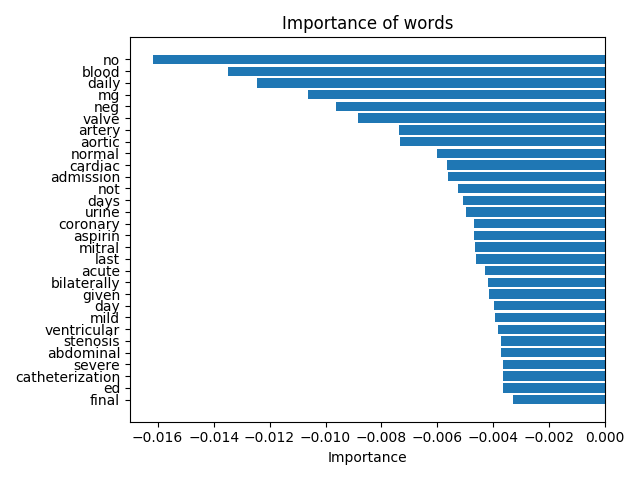 Importance of words
no
blood
daily
mg
neg
valve
artery
aortic
normal
cardiac
admission
not
days
urine
coronary
aspirin
mitral
last
acute
bilaterally
given
day
mild
ventricular
stenosis
abdominal
severe
catheterization
ed
final
−0.016 −0.014 −0.012 −0.010 −0.008 −0.006 −0.004 −0.002 0.000
Importance